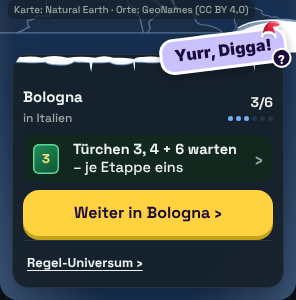 Karte: Natural Earth · Orte: GeoNames (CC BY 4.0)
Yurr, Digga!
?
Bologna
3/6
in Italien
3
Türchen 3, 4 + 6 warten
– je Etappe eins
>
Weiter in Bologna >
Regel-Universum >